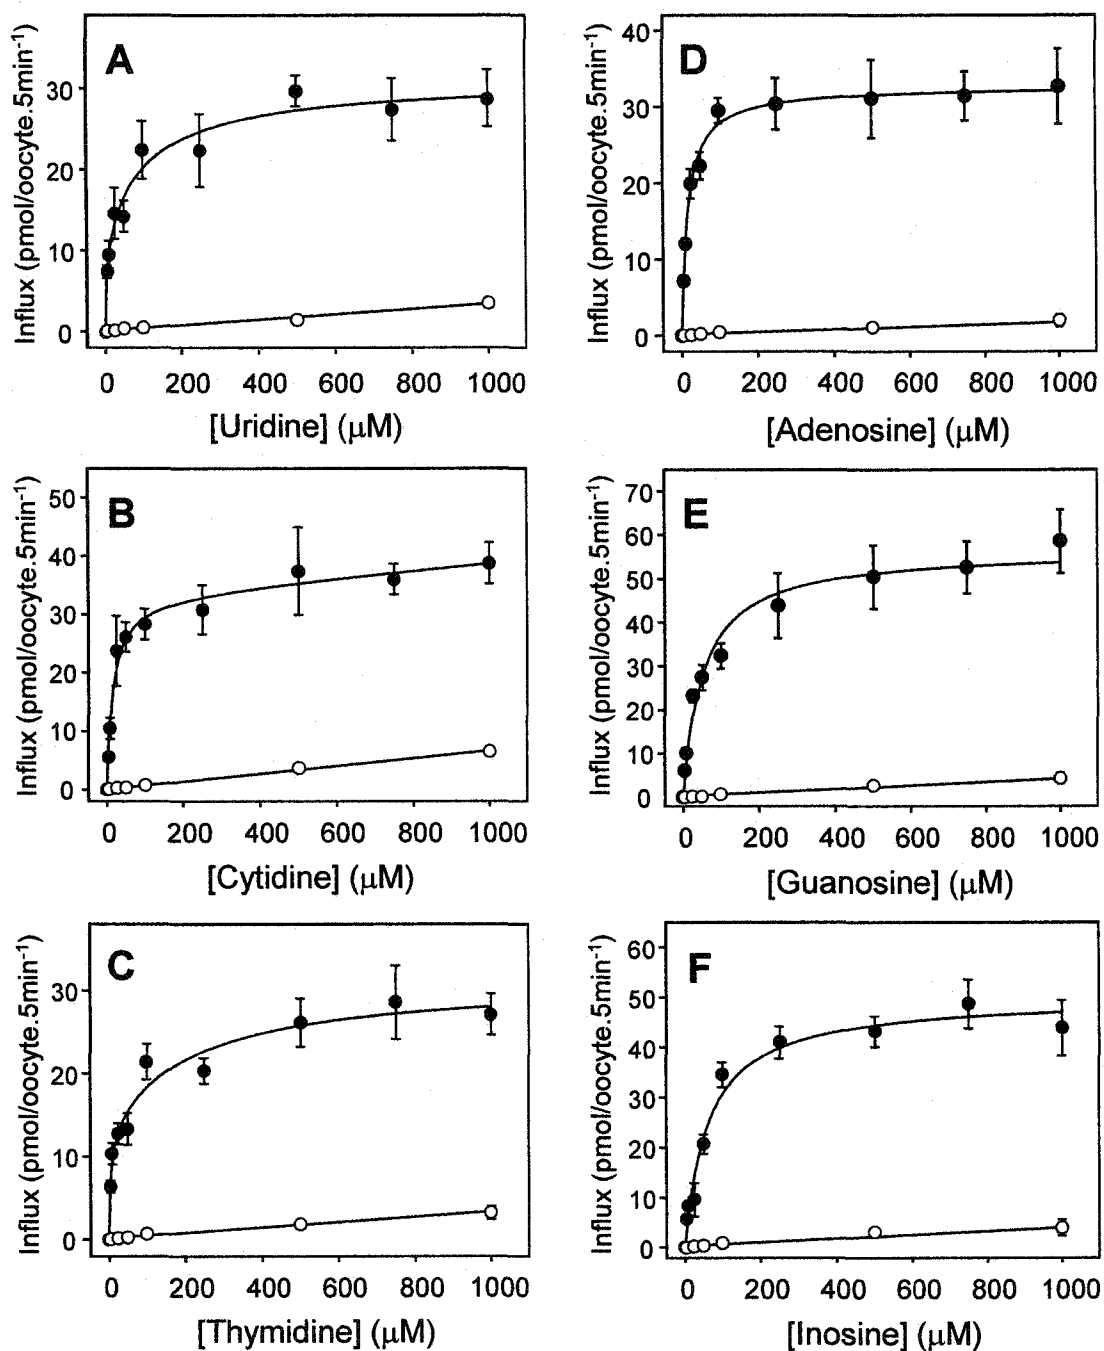 A
Influx (pmol/oocyte.5min⁻¹)
30
20
10
0
0 200 400 600 800 1000
[Uridine] (μM)
D
Influx (pmol/oocyte.5min⁻¹)
40
30
20
10
0
0 200 400 600 800 1000
[Adenosine] (μM)
B
Influx (pmol/oocyte.5min⁻¹)
50
40
30
20
10
0
0 200 400 600 800 1000
[Cytidine] (μM)
E
Influx (pmol/oocyte.5min⁻¹)
70
60
50
40
30
20
10
0
0 200 400 600 800 1000
[Guanosine] (μM)
C
Influx (pmol/oocyte.5min⁻¹)
30
20
10
0
0 200 400 600 800 1000
[Thymidine] (μM)
F
Influx (pmol/oocyte.5min⁻¹)
60
50
40
30
20
10
0
0 200 400 600 800 1000
[Inosine] (μM)